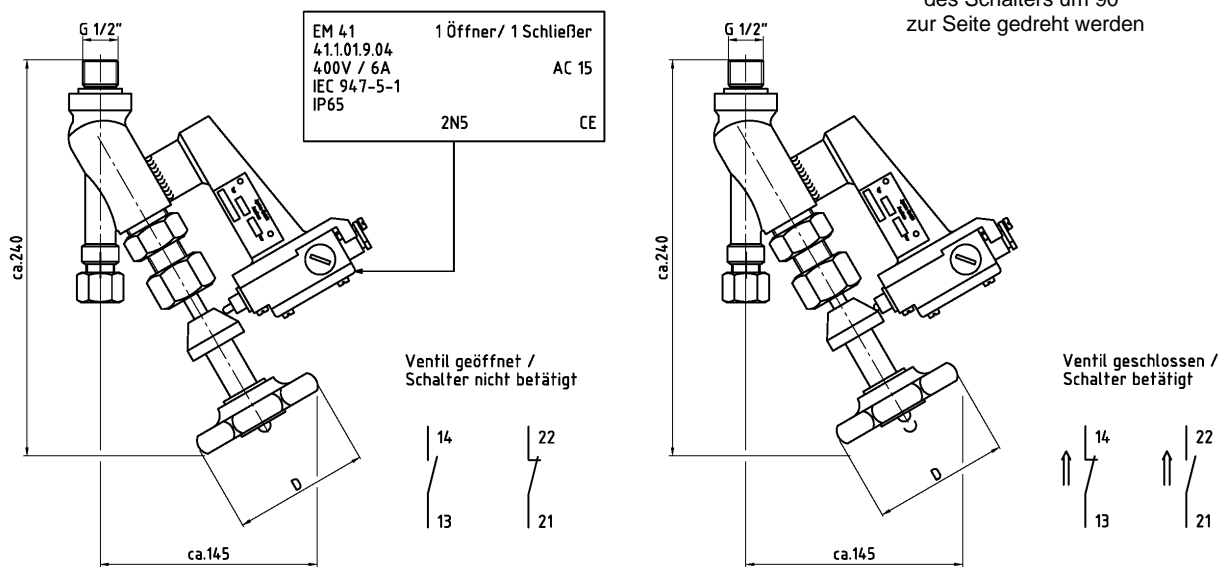 des Schalters um 90
zur Seite gedreht werden
G 1/2"
EM 41 1 Öffner/ 1 Schließer
41.1.01.9.04
400V / 6A AC 15
IEC 947-5-1
IP65
2N5 CE
ca.240
Ventil geöffnet /
Schalter nicht betätigt
14 22
13 21
D
ca.145
G 1/2"
ca.240
Ventil geschlossen /
Schalter betätigt
14 22
13 21
D
ca.145